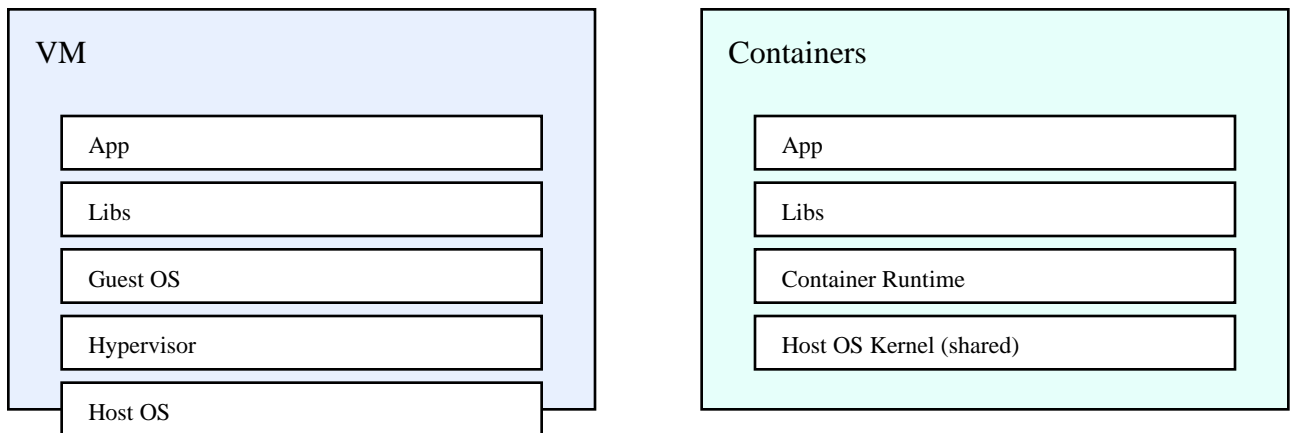 VM
App
Libs
Guest OS
Hypervisor
Host OS
Containers
App
Libs
Container Runtime
Host OS Kernel (shared)